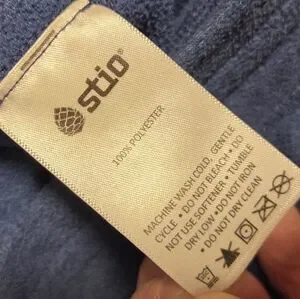 stio®
100% POLYESTER
MACHINE WASH COLD, GENTLE
CYCLE • DO NOT BLEACH • DO
NOT USE SOFTENER • TUMBLE
DRY LOW • DO NOT IRON
• DO NOT DRY CLEAN